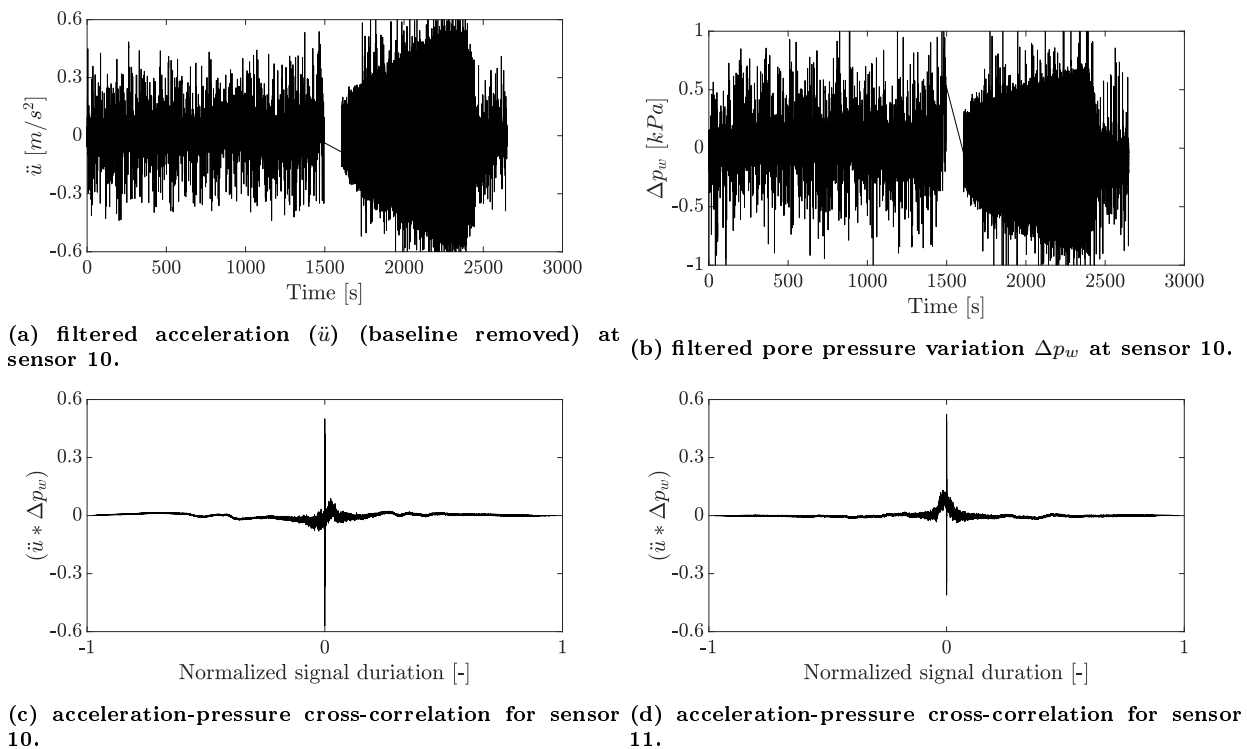 0.6
0.3
0
-0.3
-0.6
ü [m/s²]
0 500 1000 1500 2000 2500 3000
Time [s]
(a) filtered acceleration (ü) (baseline removed) at
sensor 10.
1
0.5
0
-0.5
-1
Δp_w [kPa]
0 500 1000 1500 2000 2500 3000
Time [s]
(b) filtered pore pressure variation Δp_w at sensor 10.
0.6
0.3
0
-0.3
-0.6
(ü * Δp_w)
-1 0 1
Normalized signal duriation [-]
(c) acceleration-pressure cross-correlation for sensor
10.
0.6
0.3
0
-0.3
-0.6
(ü * Δp_w)
-1 0 1
Normalized signal duration [-]
(d) acceleration-pressure cross-correlation for sensor
11.